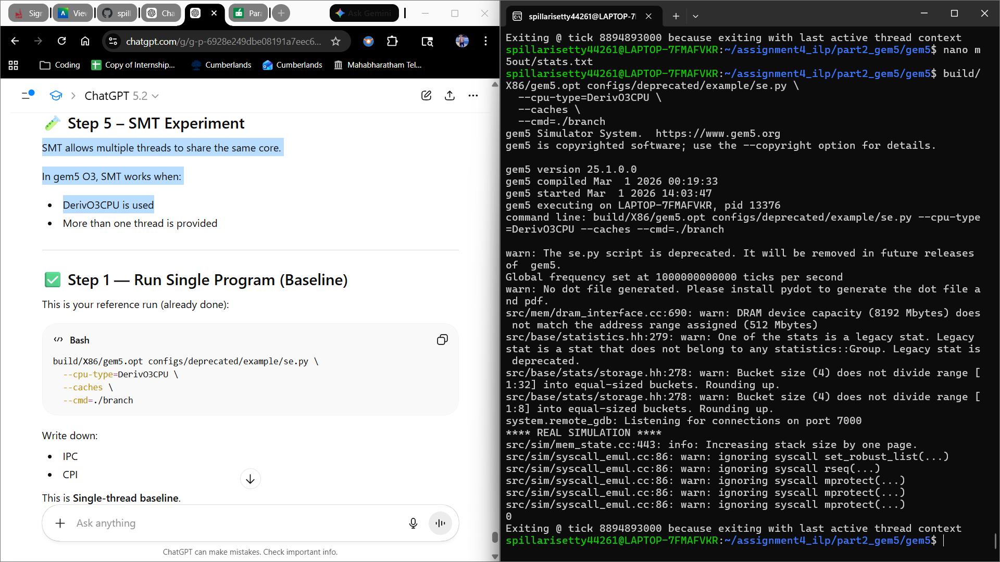 Sign
Viev
spill
Cha
Para
Ask Gemini
chatgpt.com/g/g-p-6928e249dbe08191a7eec6...
Coding
Copy of Internship...
Cumberlands
Cumberlands
Mahabharatham Tel...
ChatGPT 5.2
Step 5 – SMT Experiment
SMT allows multiple threads to share the same core.
In gem5 O3, SMT works when:
• DerivO3CPU is used
• More than one thread is provided
Step 1 — Run Single Program (Baseline)
This is your reference run (already done):
Bash
build/X86/gem5.opt configs/deprecated/example/se.py \
--cpu-type=DerivO3CPU \
--caches \
--cmd=./branch
Write down:
• IPC
• CPI
This is Single-thread baseline.
Ask anything
ChatGPT can make mistakes. Check important info.
spillarisetty44261@LAPTOP-7F
Exiting @ tick 8894893000 because exiting with last active thread context
spillarisetty44261@LAPTOP-7FMAFVKR:~/assignment4_ilp/part2_gem5/gem5$ nano m
5out/stats.txt
spillarisetty44261@LAPTOP-7FMAFVKR:~/assignment4_ilp/part2_gem5/gem5$ build/
X86/gem5.opt configs/deprecated/example/se.py \
--cpu-type=DerivO3CPU \
--caches \
--cmd=./branch
gem5 Simulator System.  https://www.gem5.org
gem5 is copyrighted software; use the --copyright option for details.
gem5 version 25.1.0.0
gem5 compiled Mar  1 2026 00:19:33
gem5 started Mar  1 2026 14:03:47
gem5 executing on LAPTOP-7FMAFVKR, pid 13376
command line: build/X86/gem5.opt configs/deprecated/example/se.py --cpu-type
=DerivO3CPU --caches --cmd=./branch
warn: The se.py script is deprecated. It will be removed in future releases
of  gem5.
Global frequency set at 1000000000000 ticks per second
warn: No dot file generated. Please install pydot to generate the dot file a
nd pdf.
src/mem/dram_interface.cc:690: warn: DRAM device capacity (8192 Mbytes) does
not match the address range assigned (512 Mbytes)
src/base/statistics.hh:279: warn: One of the stats is a legacy stat. Legacy
stat is a stat that does not belong to any statistics::Group. Legacy stat is
deprecated.
src/base/stats/storage.hh:278: warn: Bucket size (4) does not divide range [
1:32] into equal-sized buckets. Rounding up.
src/base/stats/storage.hh:278: warn: Bucket size (4) does not divide range [
1:8] into equal-sized buckets. Rounding up.
system.remote_gdb: Listening for connections on port 7000
**** REAL SIMULATION ****
src/sim/mem_state.cc:443: info: Increasing stack size by one page.
src/sim/syscall_emul.cc:86: warn: ignoring syscall set_robust_list(...)
src/sim/syscall_emul.cc:86: warn: ignoring syscall rseq(...)
src/sim/syscall_emul.cc:86: warn: ignoring syscall mprotect(...)
src/sim/syscall_emul.cc:86: warn: ignoring syscall mprotect(...)
src/sim/syscall_emul.cc:86: warn: ignoring syscall mprotect(...)
0
Exiting @ tick 8894893000 because exiting with last active thread context
spillarisetty44261@LAPTOP-7FMAFVKR:~/assignment4_ilp/part2_gem5/gem5$